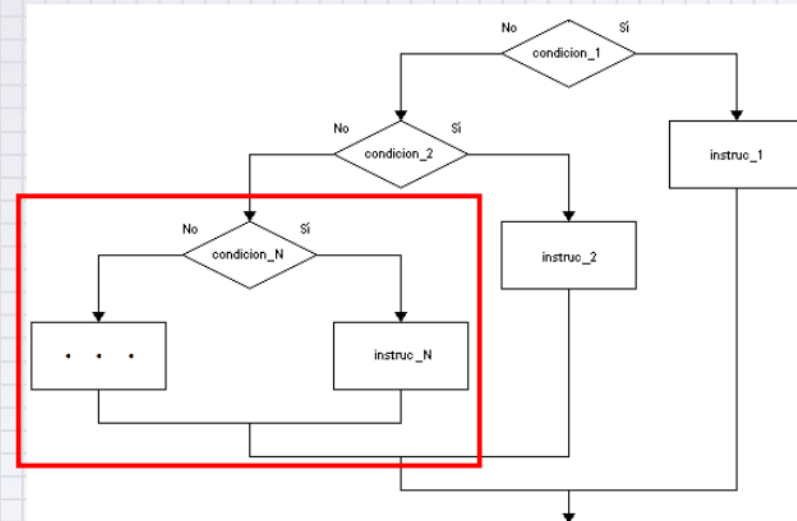 No
Sí
condicion_1
No
Sí
condicion_2
instruc_1
No
Sí
condicion_N
instruc_2
. . .
instruc_N